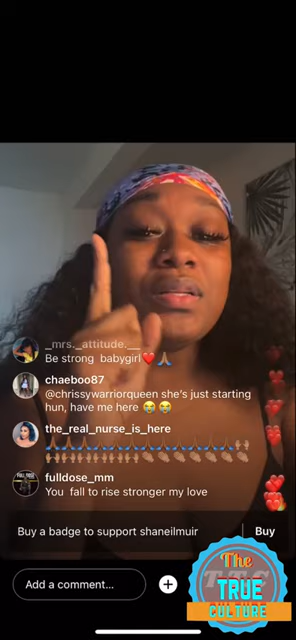 _mrs._attitude.__
Be strong babygirl❤️🙏🏾
chaeboo87
@chrissywarriorqueen she's just starting
hun, have me here 😭😭
the_real_nurse_is_here
fulldose_mm
You fall to rise stronger my love
Buy a badge to support shaneilmuir
Buy
Add a comment...
The
TRUE
CULTURE